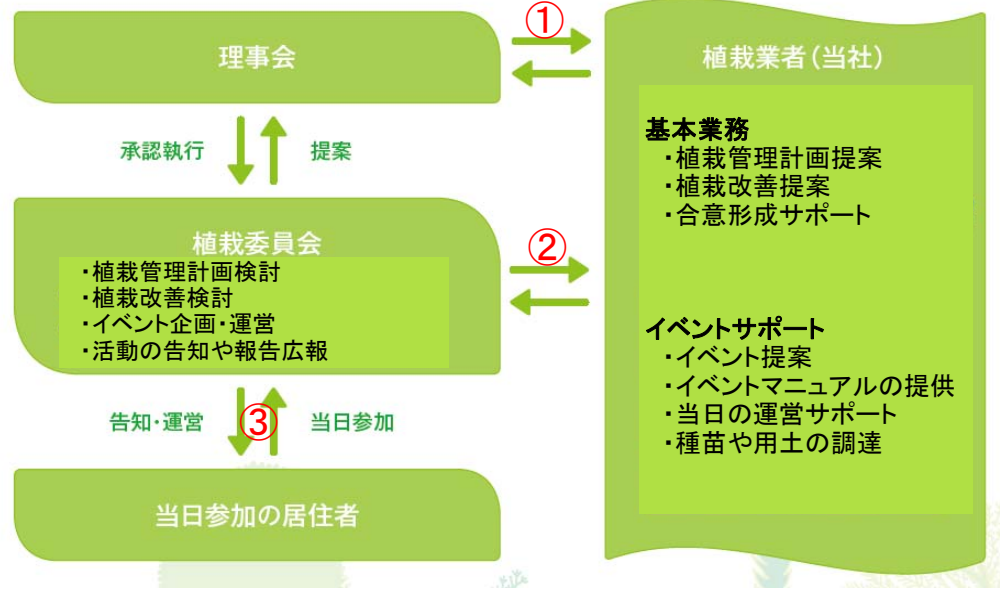 ①
理事会
植栽業者(当社)
承認執行
提案
基本業務
・植栽管理計画提案
・植栽改善提案
・合意形成サポート
植栽委員会
②
・植栽管理計画検討
・植栽改善検討
・イベント企画・運営
・活動の告知や報告広報
イベントサポート
・イベント提案
・イベントマニュアルの提供
・当日の運営サポート
・種苗や用土の調達
告知・運営
③
当日参加
当日参加の居住者